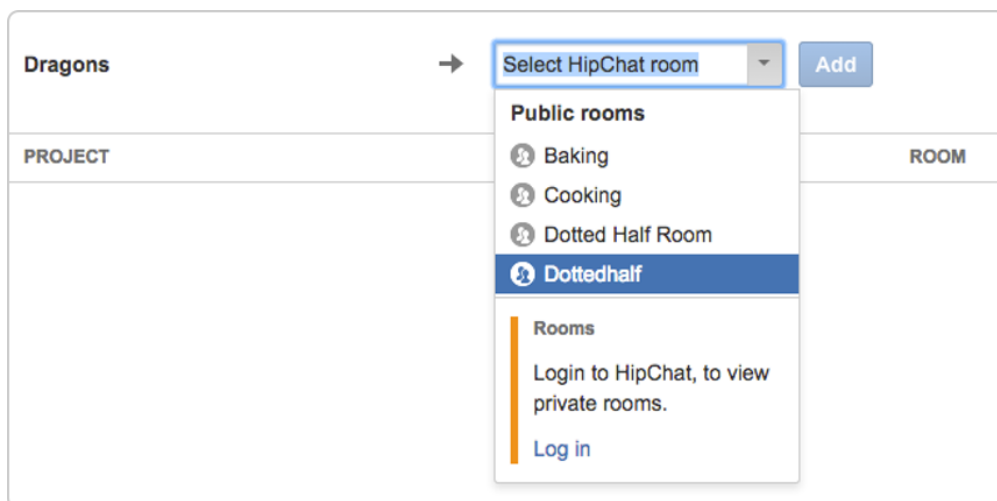 Dragons
Select HipChat room
Add
Public rooms
PROJECT
ROOM
Baking
Cooking
Dotted Half Room
Dottedhalf
Rooms
Login to HipChat, to view
private rooms.
Log in